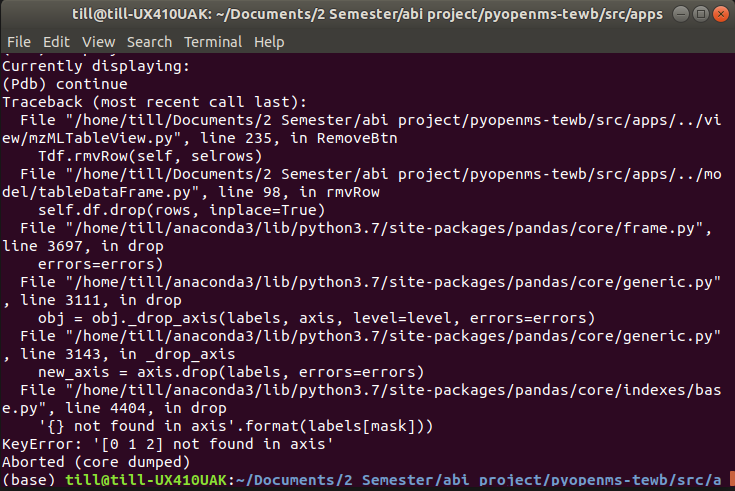 till@till-UX410UAK: ~/Documents/2 Semester/abi project/pyopenms-tewb/src/apps
File Edit View Search Terminal Help
Currently displaying:
(Pdb) continue
Traceback (most recent call last):
  File "/home/till/Documents/2 Semester/abi project/pyopenms-tewb/src/apps/../vi
ew/mzMLTableView.py", line 235, in RemoveBtn
    Tdf.rmvRow(self, selrows)
  File "/home/till/Documents/2 Semester/abi project/pyopenms-tewb/src/apps/../mo
del/tableDataFrame.py", line 98, in rmvRow
    self.df.drop(rows, inplace=True)
  File "/home/till/anaconda3/lib/python3.7/site-packages/pandas/core/frame.py",
line 3697, in drop
    errors=errors)
  File "/home/till/anaconda3/lib/python3.7/site-packages/pandas/core/generic.py"
, line 3111, in drop
    obj = obj._drop_axis(labels, axis, level=level, errors=errors)
  File "/home/till/anaconda3/lib/python3.7/site-packages/pandas/core/generic.py"
, line 3143, in _drop_axis
    new_axis = axis.drop(labels, errors=errors)
  File "/home/till/anaconda3/lib/python3.7/site-packages/pandas/core/indexes/bas
e.py", line 4404, in drop
    '{} not found in axis'.format(labels[mask]))
KeyError: '[0 1 2] not found in axis'
Aborted (core dumped)
(base) till@till-UX410UAK:~/Documents/2 Semester/abi project/pyopenms-tewb/src/a